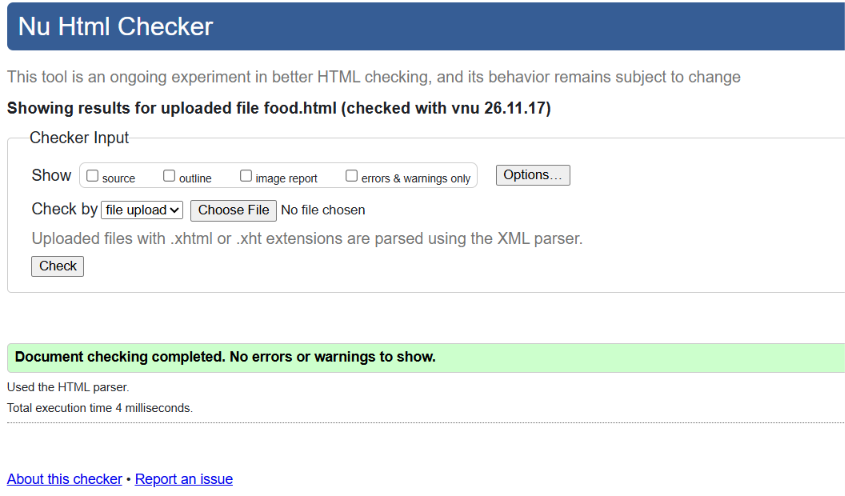 Nu Html Checker
This tool is an ongoing experiment in better HTML checking, and its behavior remains subject to change
Showing results for uploaded file food.html (checked with vnu 26.11.17)
Checker Input
Show source outline image report errors & warnings only Options…
Check by file upload Choose File No file chosen
Uploaded files with .xhtml or .xht extensions are parsed using the XML parser.
Check
Document checking completed. No errors or warnings to show.
Used the HTML parser.
Total execution time 4 milliseconds.
About this checker • Report an issue